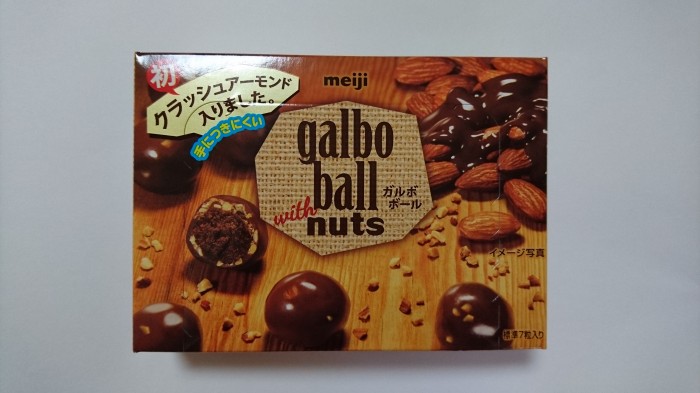 初
クラッシュアーモンド
入りました。
手につきにくい
meiji
galbo
ball
ガルボ
ボール
with
nuts
イメージ写真
標準7粒入り